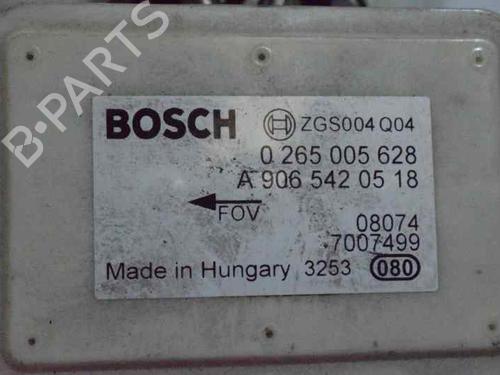 B-PARTS
BOSCH ZGS004 Q04
0 265 005 628
A 906 542 05 18
FOV
08074
7007499
Made in Hungary 3253 080